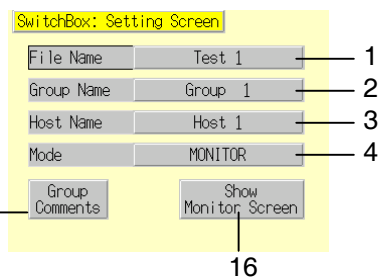 SwitchBox: Setting Screen
File Name Test 1 1
Group Name Group 1 2
Host Name Host 1 3
Mode MONITOR 4
Group Comments
Show Monitor Screen
16